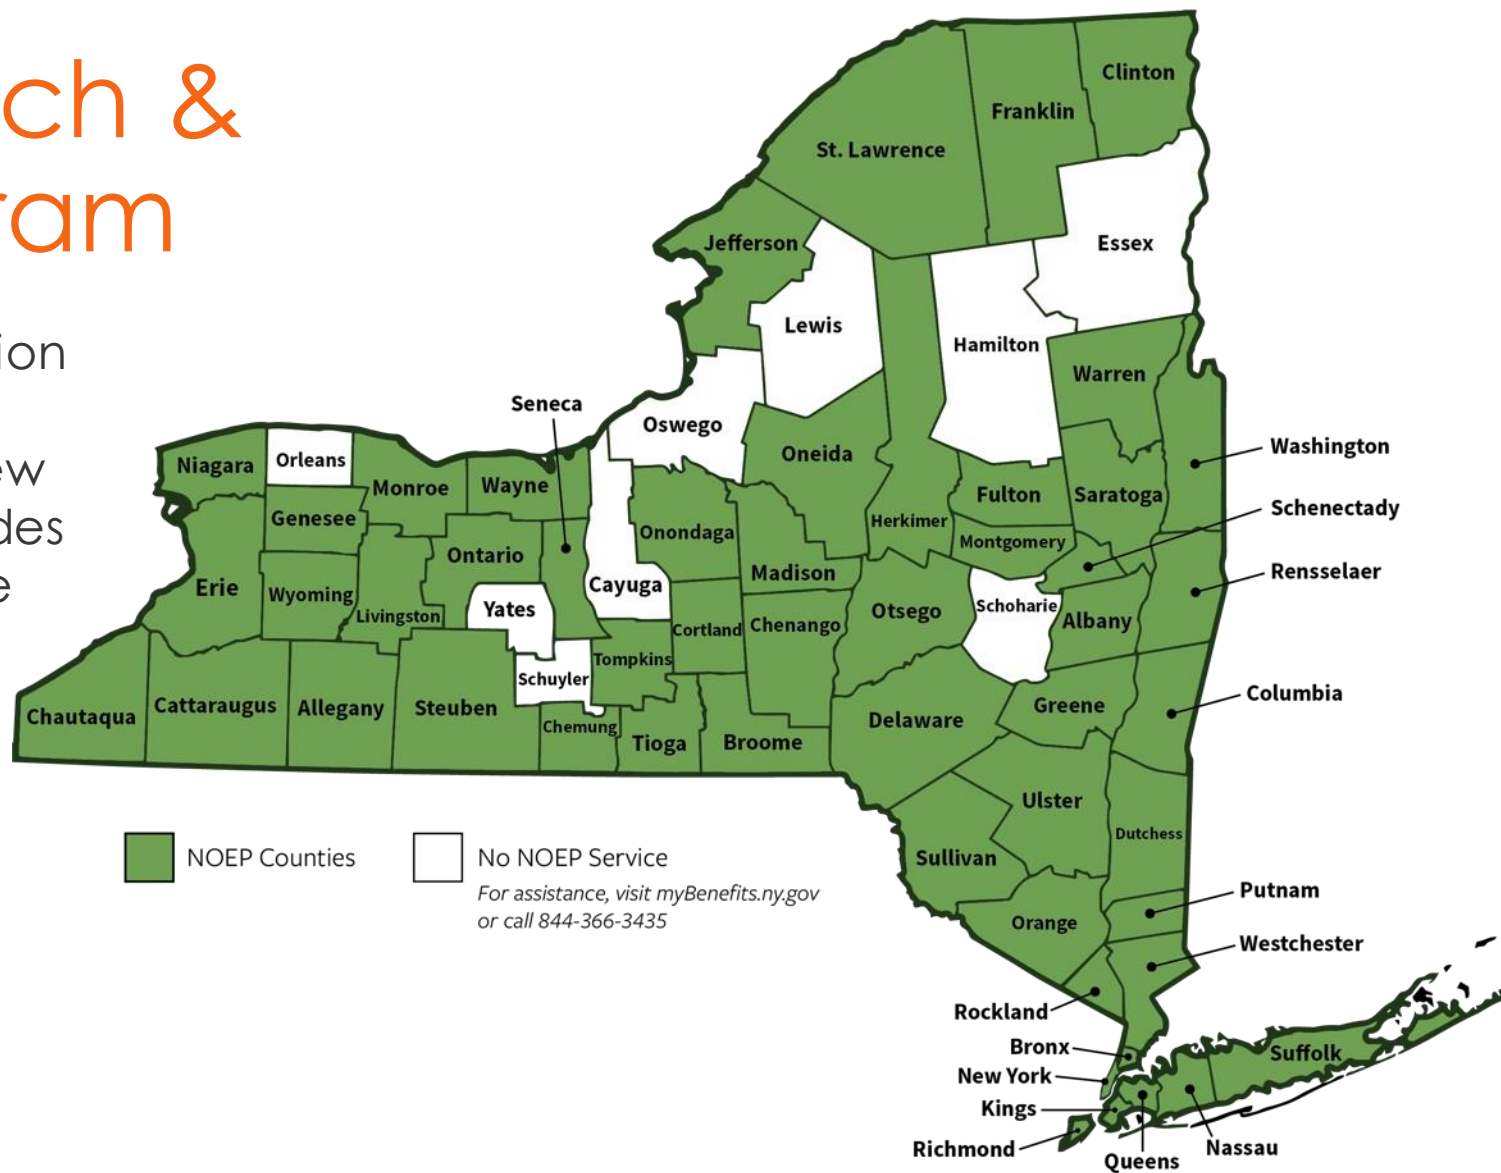 ch &
ram
ion
ew
des
e
Clinton
Franklin
St. Lawrence
Jefferson
Essex
Lewis
Hamilton
Warren
Seneca
Oswego
Oneida
Washington
Niagara
Orleans
Monroe
Wayne
Genesee
Fulton
Saratoga
Schenectady
Onondaga
Herkimer
Montgomery
Ontario
Madison
Rensselaer
Erie
Wyoming
Livingston
Yates
Cayuga
Cortland
Chenango
Otsego
Schoharie
Albany
Tompkins
Schuyler
Columbia
Chautaqua
Cattaraugus
Allegany
Steuben
Chemung
Tioga
Broome
Delaware
Greene
Ulster
Dutchess
Sullivan
NOEP Counties
No NOEP Service
For assistance, visit myBenefits.ny.gov
or call 844-366-3435
Orange
Putnam
Westchester
Rockland
Bronx
New York
Kings
Richmond
Queens
Nassau
Suffolk